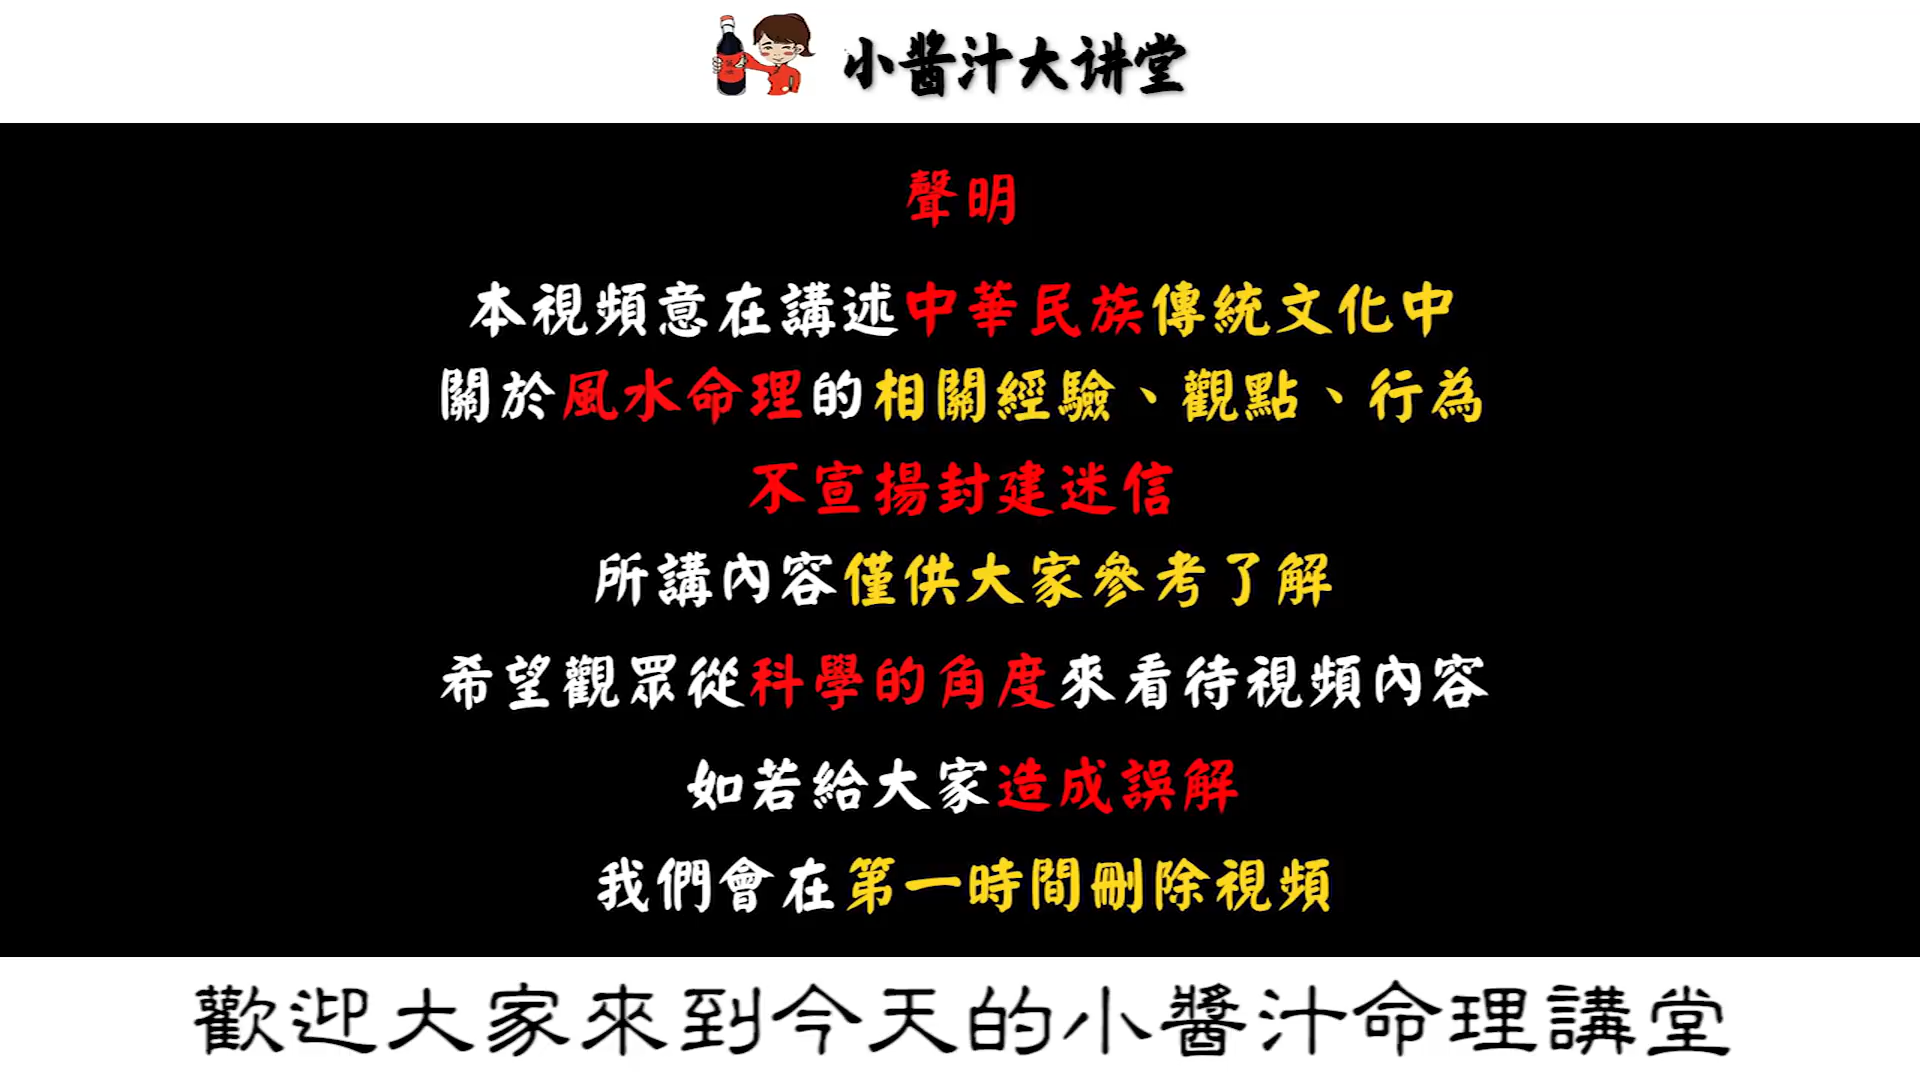 小酱汁大讲堂
聲明
本視頻意在講述中華民族傳統文化中
關於風水命理的相關經驗、觀點、行為
不宣揚封建迷信
所講內容僅供大家參考了解
希望觀眾從科學的角度來看待視頻內容
如若給大家造成誤解
我們會在第一時間刪除視頻
歡迎大家來到今天的小醬汁命理講堂